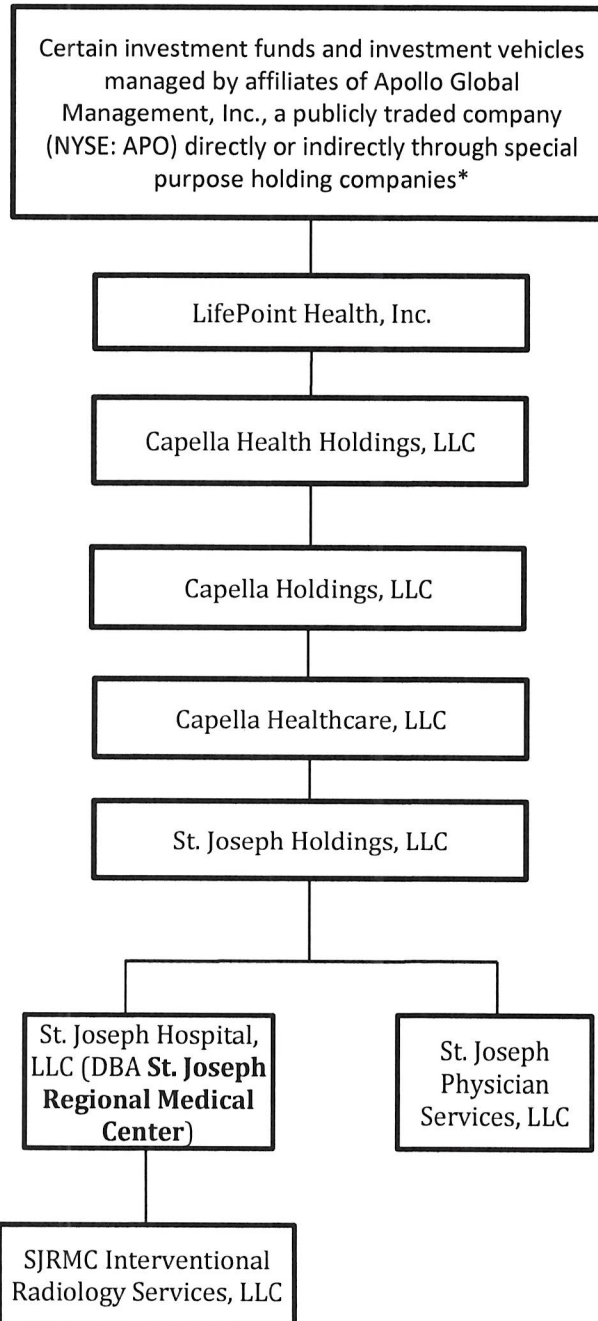 Certain investment funds and investment vehicles
managed by affiliates of Apollo Global
Management, Inc., a publicly traded company
(NYSE: APO) directly or indirectly through special
purpose holding companies*
LifePoint Health, Inc.
Capella Health Holdings, LLC
Capella Holdings, LLC
Capella Healthcare, LLC
St. Joseph Holdings, LLC
St. Joseph Hospital,
LLC (DBA St. Joseph
Regional Medical
Center)
St. Joseph
Physician
Services, LLC
SJRMC Interventional
Radiology Services, LLC